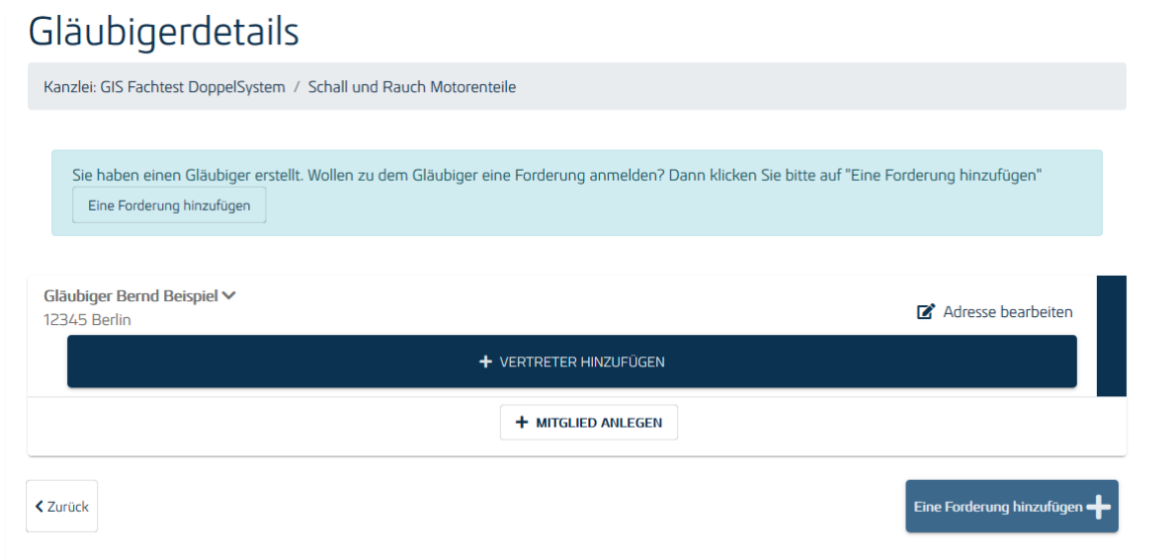 Gläubigerdetails
Kanzlei: GIS Fachtest DoppelSystem / Schall und Rauch Motorenteile
Sie haben einen Gläubiger erstellt. Wollen zu dem Gläubiger eine Forderung anmelden? Dann klicken Sie bitte auf "Eine Forderung hinzufügen"
Eine Forderung hinzufügen
Gläubiger Bernd Beispiel
12345 Berlin
Adresse bearbeiten
+ VERTRETER HINZUFÜGEN
+ MITGLIED ANLEGEN
Zurück
Eine Forderung hinzufügen +